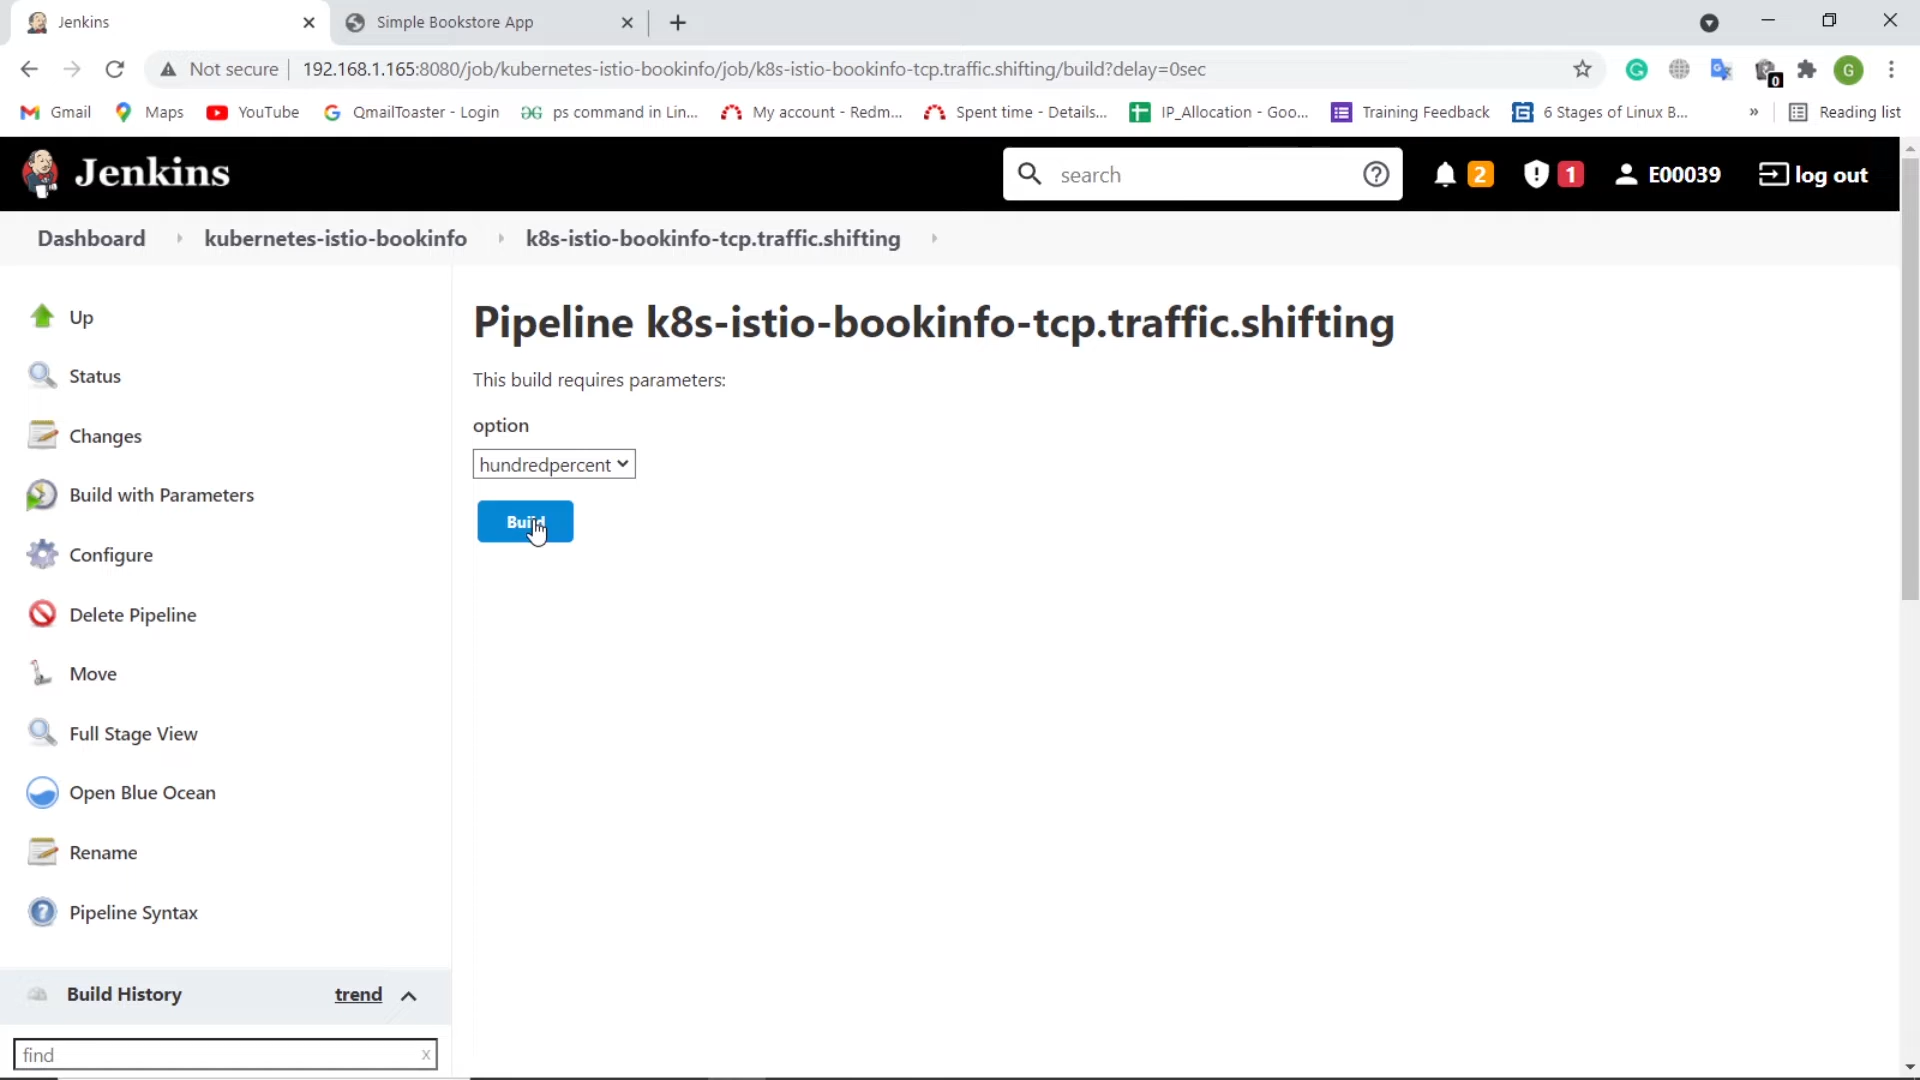 Jenkins
Simple Bookstore App
Not secure
192.168.1.165:8080/job/kubernetes-istio-bookinfo/job/k8s-istio-bookinfo-tcp.traffic.shifting/build?delay=0sec
G
0
Gmail
Maps
YouTube
QmailToaster - Login
ps command in Lin...
My account - Redm...
Spent time - Details...
IP_Allocation - Goo...
Training Feedback
6 Stages of Linux B...
»
Reading list
Jenkins
search
2
1
E00039
log out
Dashboard
kubernetes-istio-bookinfo
k8s-istio-bookinfo-tcp.traffic.shifting
Up
Status
Changes
Build with Parameters
Configure
Delete Pipeline
Move
Full Stage View
Open Blue Ocean
Rename
Pipeline Syntax
Build History
trend
find
x
Pipeline k8s-istio-bookinfo-tcp.traffic.shifting
This build requires parameters:
option
hundredpercent
Build